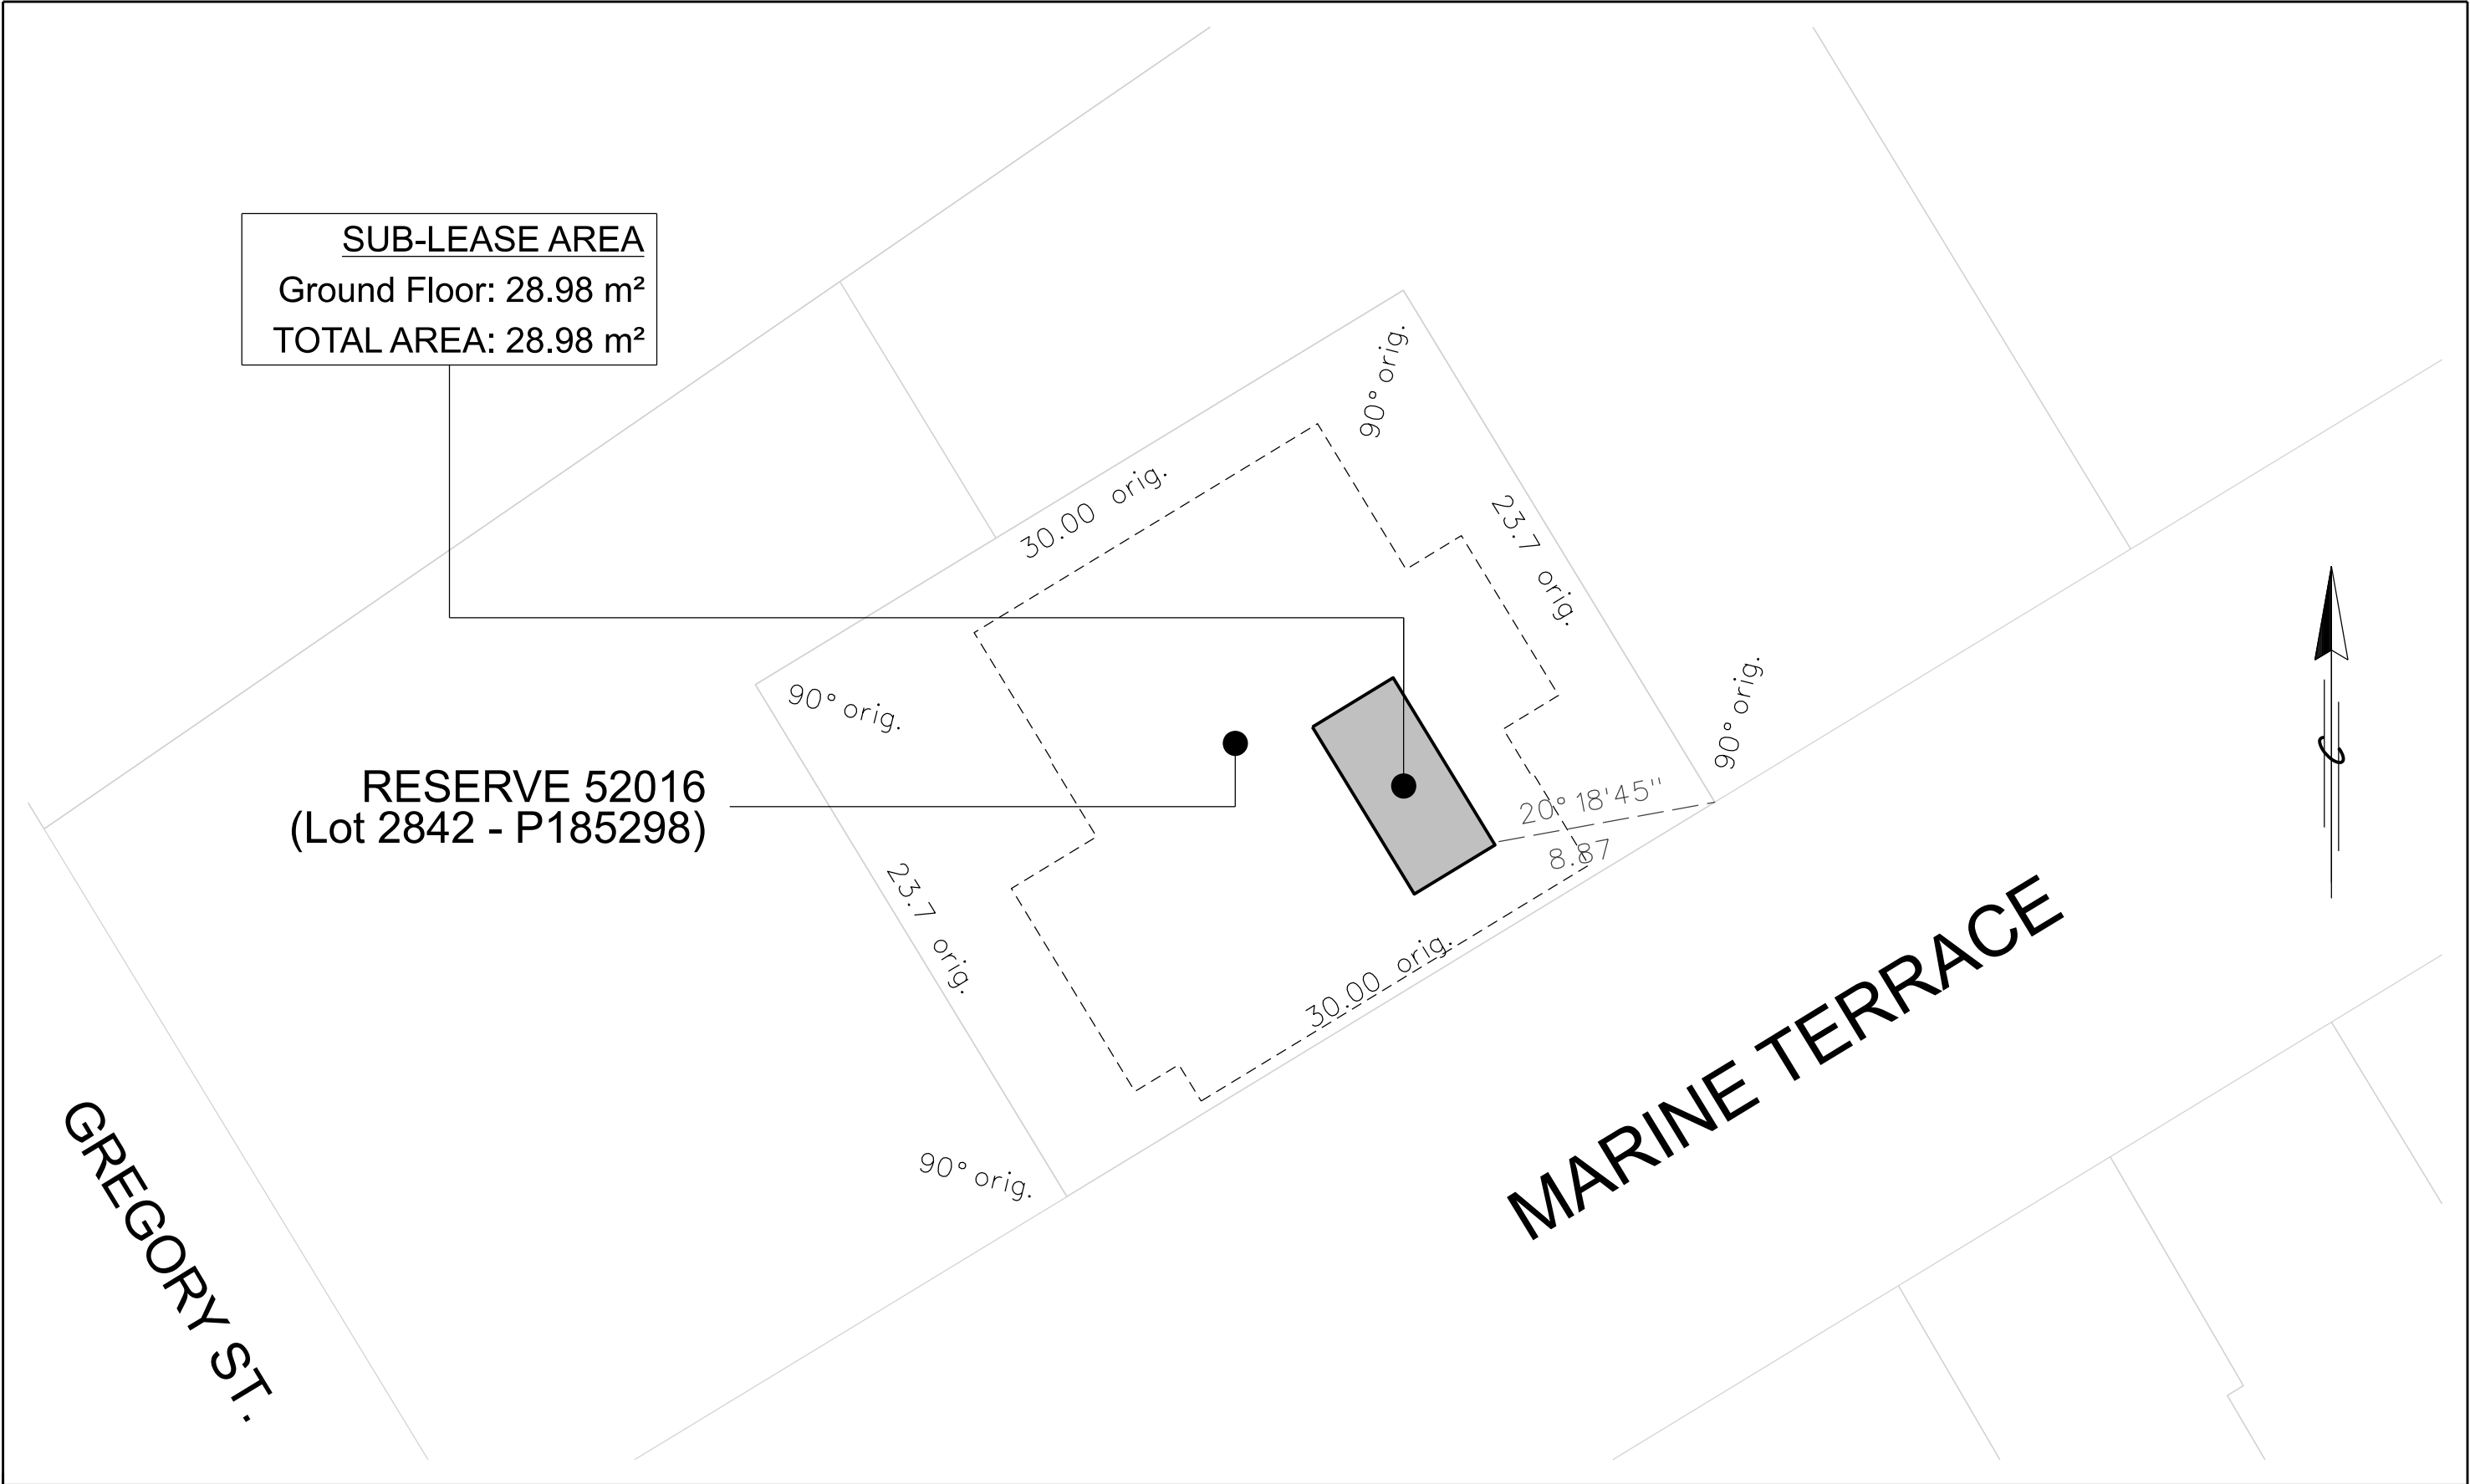 SUB-LEASE AREA
Ground Floor: 28.98 m²
TOTAL AREA: 28.98 m²
90° orig.
30.00 orig.
23.7 orig.
90° orig.
90° orig.
RESERVE 52016
(Lot 2842 - P185298)
20° 18' 45''
8.87
23.7 orig.
30.00 orig.
90° orig.
MARINE TERRACE
GREGORY ST.